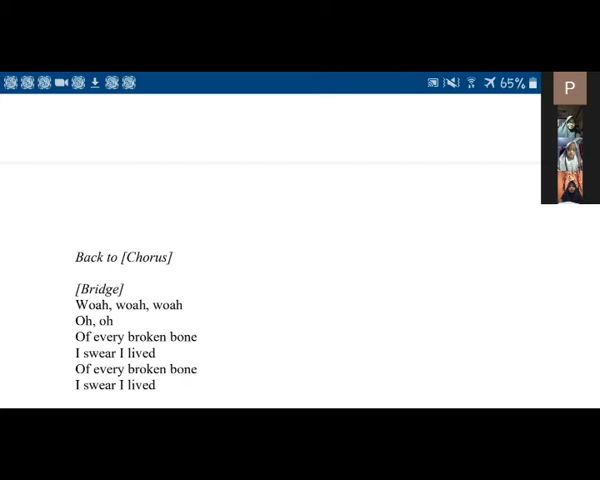 65%
P
Back to [Chorus]
[Bridge]
Woah, woah, woah
Oh, oh
Of every broken bone
I swear I lived
Of every broken bone
I swear I lived